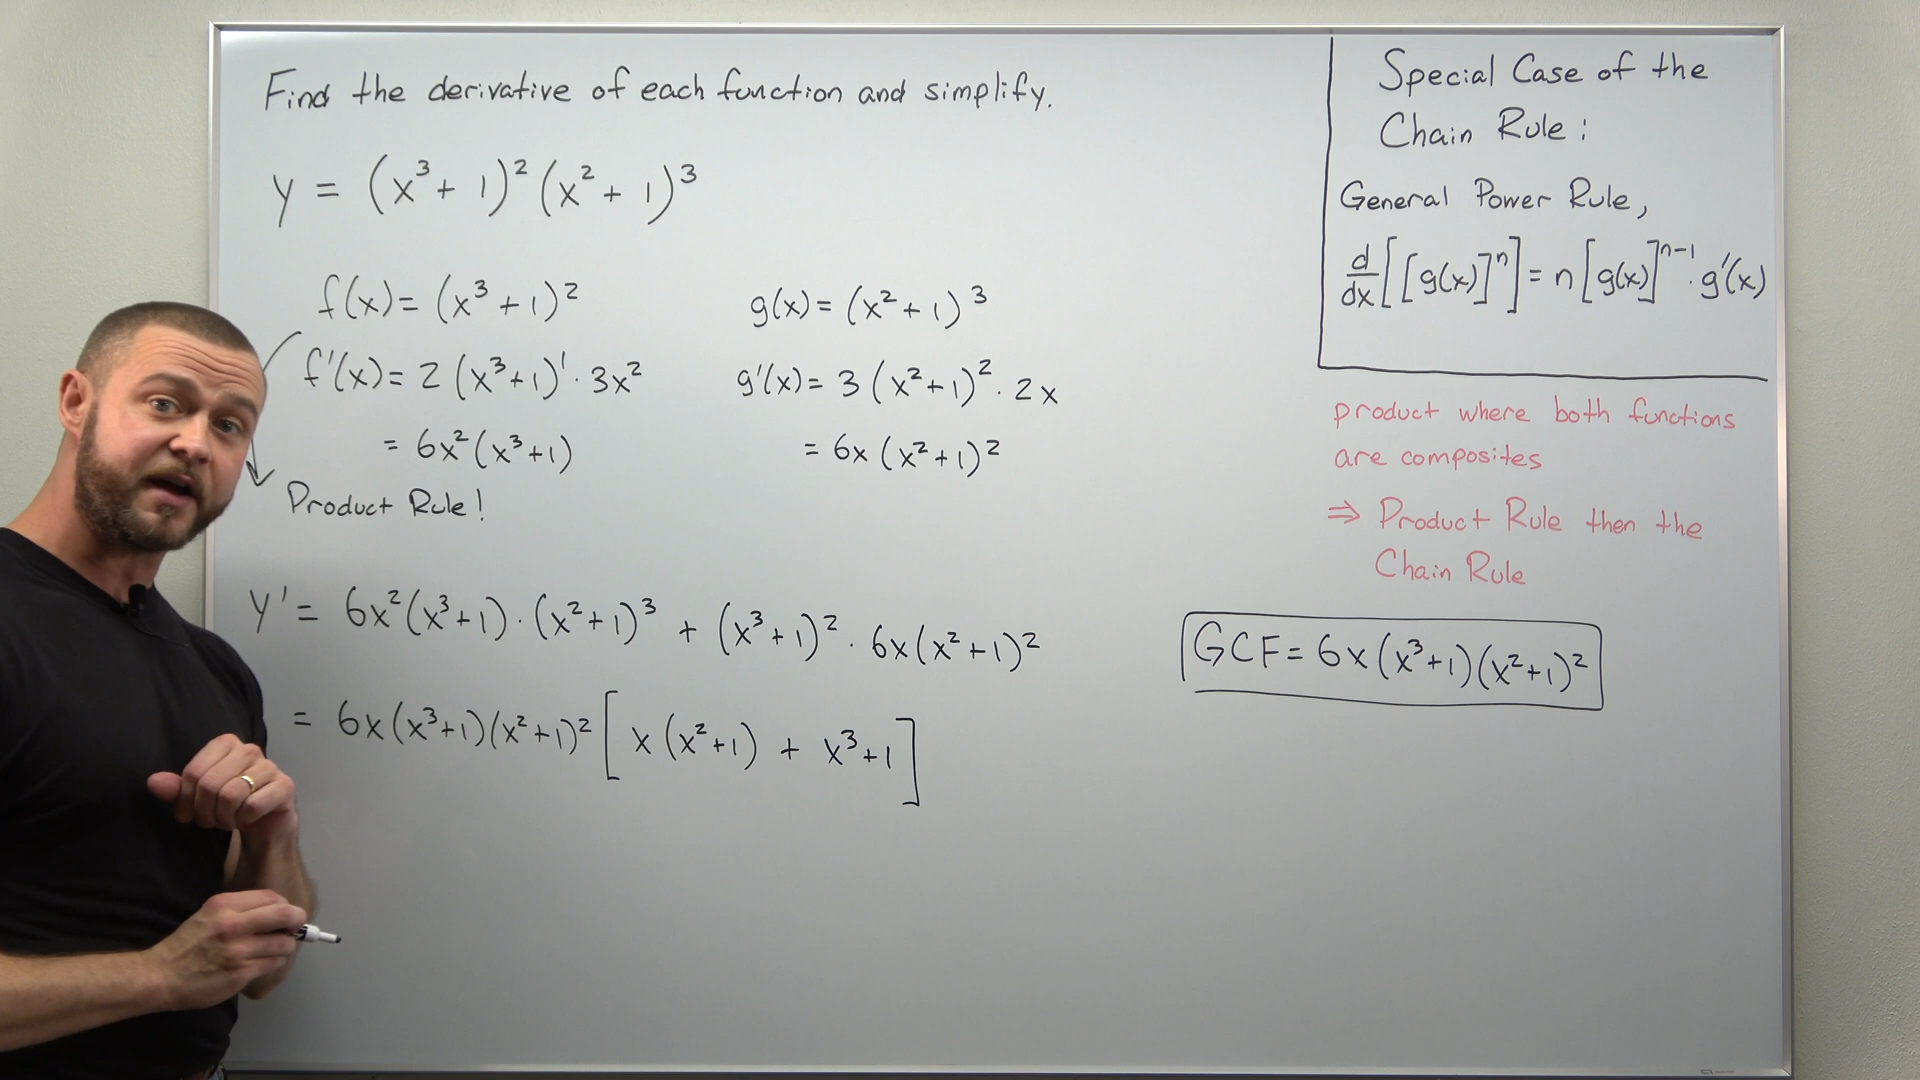 Find the derivative of each function and simplify.
y = (x³ + 1)² (x² + 1)³
f(x) = (x³ + 1)²
g(x) = (x² + 1)³
f'(x) = 2 (x³+1)' · 3x²
g'(x) = 3 (x²+1)² · 2x
= 6x² (x³+1)
= 6x (x²+1)²
Product Rule!
y' = 6x²(x³+1) · (x²+1)³ + (x³+1)² · 6x(x²+1)²
= 6x(x³+1)(x²+1)² [ x(x²+1) + x³+1 ]
Special Case of the
Chain Rule:
General Power Rule,
d/dx [[g(x)]ⁿ] = n [g(x)]ⁿ⁻¹ · g'(x)
product where both functions
are composites
⇒ Product Rule then the
Chain Rule
GCF = 6x(x³+1)(x²+1)²